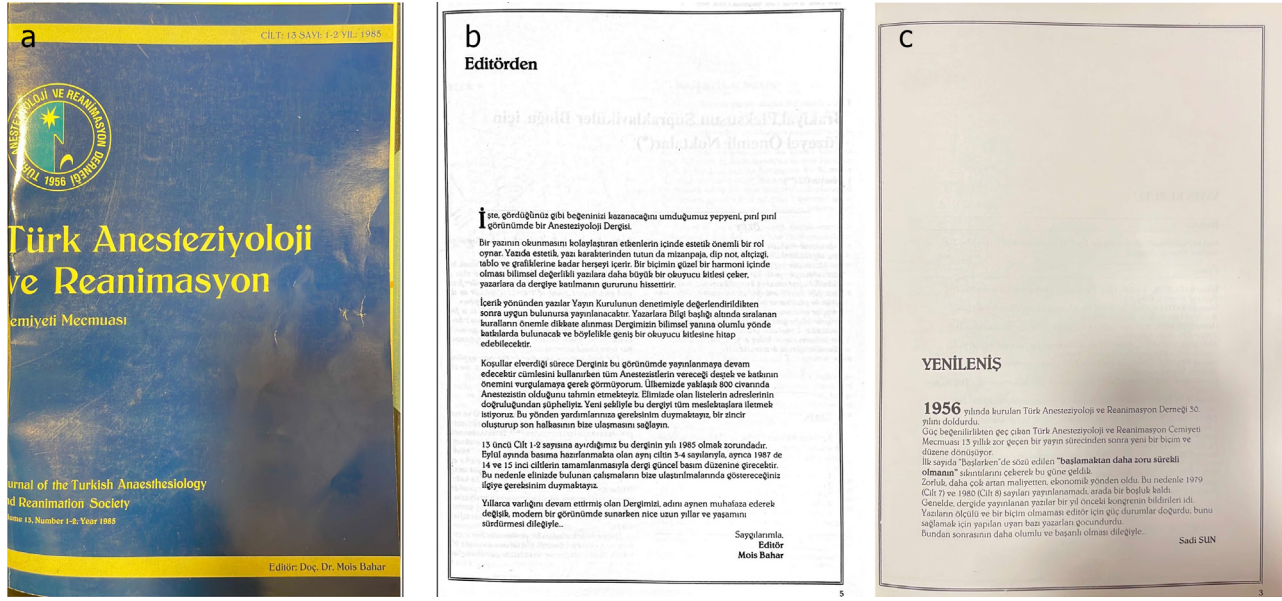 a
CİLT: 13 SAYI: 1-2 YIL: 1985
ANESTEZİYOLOJİ VE REANİMASYON DERNEĞİ
TÜRK
1956
Türk Anesteziyoloji
ve Reanimasyon
emiyeti Mecmuası
urnal of the Turkish Anaesthesiology
nd Reanimation Society
ume 13, Number 1-2, Year 1985
Editör: Doç. Dr. Mois Bahar
b
Editörden
İşte, gördüğünüz gibi beğeninizi kazanacağını umduğumuz yepyeni, pırıl pırıl
görünümde bir Anesteziyoloji Dergisi.
Bir yazının okunmasını kolaylaştıran etkenlerin içinde estetik önemli bir rol
oynar. Yazıda estetik, yazı karakterinden tutun da mizanpaja, dip not, altçizgi,
tablo ve grafiklerine kadar herşeyi içerir. Bir biçimin güzel bir harmoni içinde
olması bilimsel değerlikli yazılara daha büyük bir okuyucu kitlesi çeker,
yazarlara da dergiye katılmanın gururunu hissettirir.
İçerik yönünden yazılar Yayın Kurulunun denetimiyle değerlendirildikten
sonra uygun bulunursa yayınlanacaktır. Yazarlara Bilgi başlığı altında sıralanan
kuralların önemle dikkate alınması Dergimizin bilimsel yanına olumlu yönde
katkılarda bulunacak ve böylelikle geniş bir okuyucu kitlesine hitap
edebilecektir.
Koşullar elverdiği sürece Derginiz bu görünümde yayınlanmaya devam
edecektir cümlesini kullanırken tüm Anestezistlerin vereceği destek ve katkının
önemini vurgulamaya gerek görmüyorum. Ülkemizde yaklaşık 800 civarında
Anestezistin olduğunu tahmin etmekteyiz. Elimizde olan listelerin adreslerinin
doğruluğundan şüpheliyiz. Yeni şekliyle bu dergiyi tüm meslektaşlara iletmek
istiyoruz. Bu yönden yardımlarınıza gereksinim duymaktayız, bir zincir
oluşturup son halkasının bize ulaşmasını sağlayın.
13 üncü Cilt 1-2 sayısına ayırdığımız bu derginin yılı 1985 olmak zorundadır.
Eylül ayında basıma hazırlanmakta olan aynı ciltin 3-4 sayılarıyla, ayrıca 1987 de
14 ve 15 inci ciltlerin tamamlanmasıyla dergi güncel basım düzenine girecektir.
Bu nedenle elinizde bulunan çalışmaların bize ulaştırılmalarında göstereceğiniz
ilgiye gereksinim duymaktayız.
Yıllarca varlığını devam ettirmiş olan Dergimizi, adını aynen muhafaza ederek
değişik, modern bir görünümde sunarken nice uzun yıllar ve yaşamını
sürdürmesi dileğiyle...
Saygılarımla,
Editör
Mois Bahar
5
c
YENİLENİŞ
1956 yılında kurulan Türk Anesteziyoloji ve Reanimasyon Derneği 30.
yılını doldurdu.
Güç beğenilirlikten geç çıkan Türk Anesteziyoloji ve Reanimasyon Cemiyeti
Mecmuası 13 yıllık zor geçen bir yayın sürecinden sonra yeni bir biçim ve
düzene dönüşüyor.
İlk sayıda "Başlarken"de sözü edilen "başlamaktan daha zoru sürekli
olmanın" sıkıntılarını çekerek bu güne geldik.
Zorluk, daha çok artan maliyetten, ekonomik yönden oldu. Bu nedenle 1979
(Cilt 7) ve 1980 (Cilt 8) sayıları yayınlanamadı, arada bir boşluk kaldı.
Genelde, dergide yayınlanan yazılar bir yıl önceki kongrenin bildirileri idi.
Yazıların ölçülü ve bir biçim olmaması editör için güç durumlar doğurdu, bunu
sağlamak için yapılan uyarı bazı yazarları gocundurdu.
Bundan sonrasının daha olumlu ve başarılı olması dileğiyle...
Sadi SUN
3